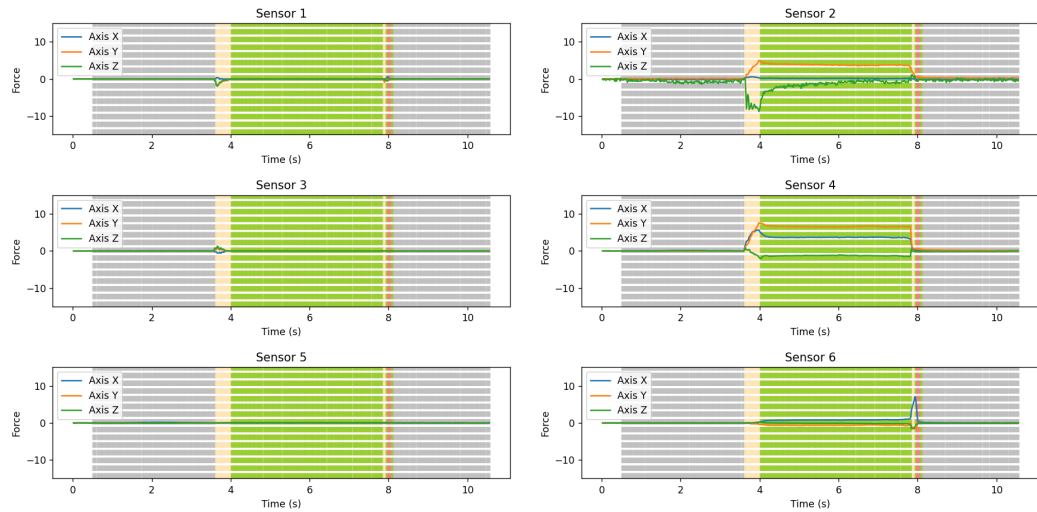 Sensor 1
Axis X
Axis Y
Axis Z
Force
10
0
−10
0
2
4
6
8
10
Time (s)
Sensor 2
Axis X
Axis Y
Axis Z
Force
10
0
−10
0
2
4
6
8
10
Time (s)
Sensor 3
Axis X
Axis Y
Axis Z
Force
10
0
−10
0
2
4
6
8
10
Time (s)
Sensor 4
Axis X
Axis Y
Axis Z
Force
10
0
−10
0
2
4
6
8
10
Time (s)
Sensor 5
Axis X
Axis Y
Axis Z
Force
10
0
−10
0
2
4
6
8
10
Time (s)
Sensor 6
Axis X
Axis Y
Axis Z
Force
10
0
−10
0
2
4
6
8
10
Time (s)